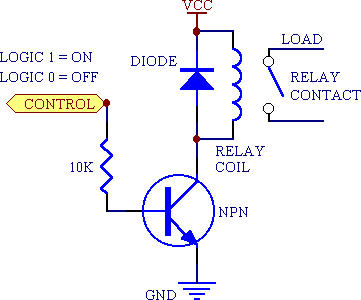 VCC
LOGIC 1 = ON
LOGIC 0 = OFF
CONTROL
DIODE
LOAD
RELAY
CONTACT
RELAY
COIL
10K
NPN
GND